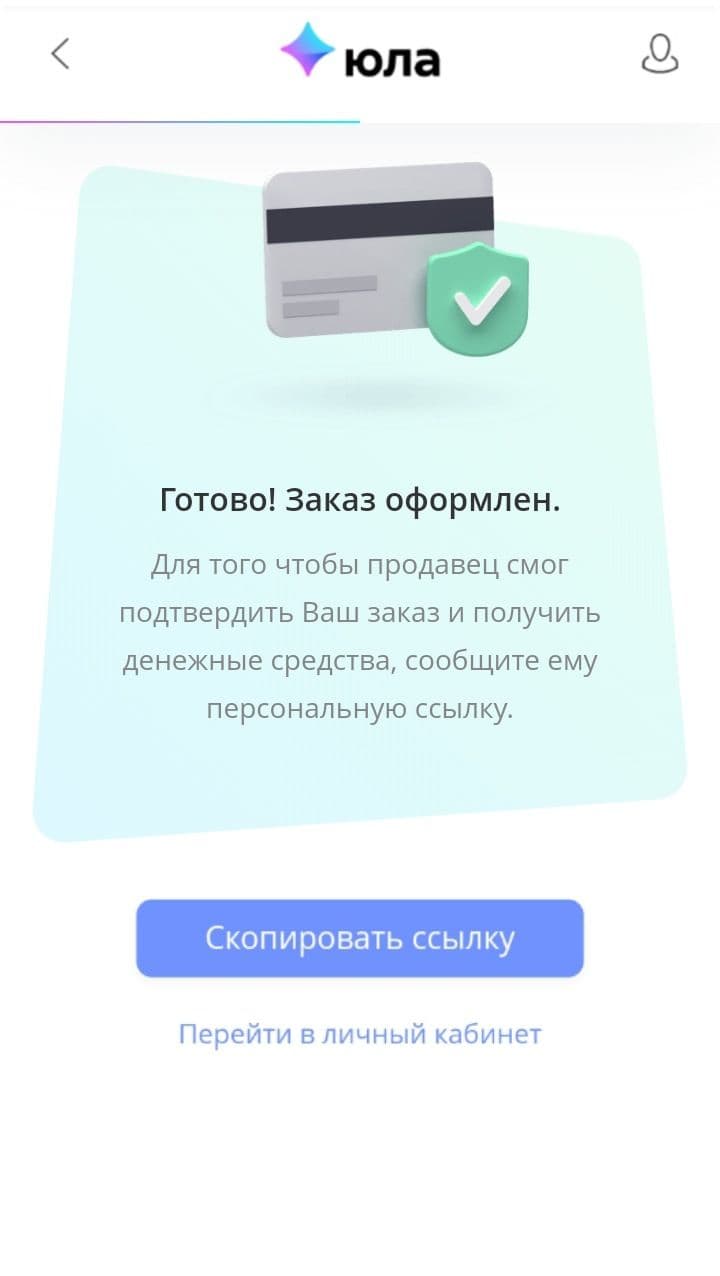 юла
Готово! Заказ оформлен.
Для того чтобы продавец смог
подтвердить Ваш заказ и получить
денежные средства, сообщите ему
персональную ссылку.
Скопировать ссылку
Перейти в личный кабинет